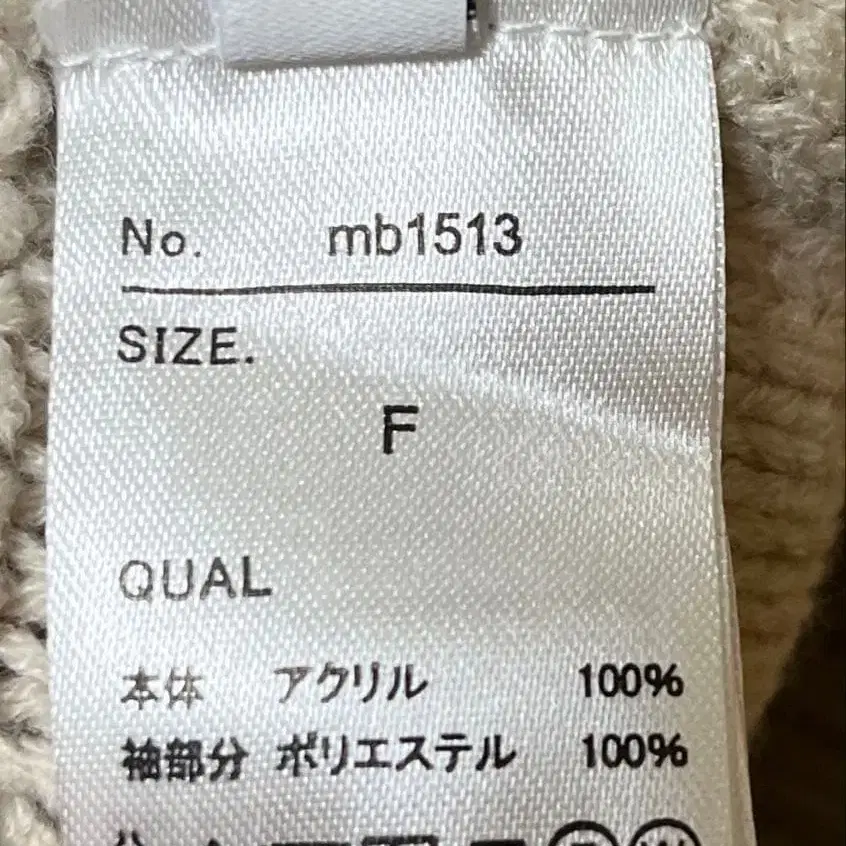 No. mb1513
SIZE.
F
QUAL
本体 アクリル 100%
袖部分 ポリエステル 100%